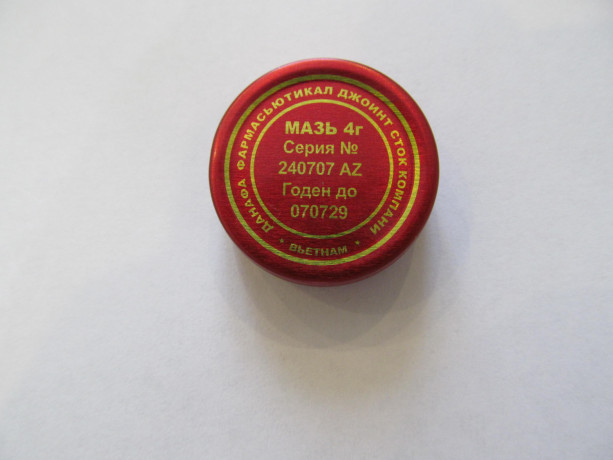 ДАНАФА ФАРМАСЬЮТИКАЛ ДЖОИНТ СТОК КОМПАНИ
МАЗЬ 4г
Серия №
240707 AZ
Годен до
070729
• ВЬЕТНАМ •